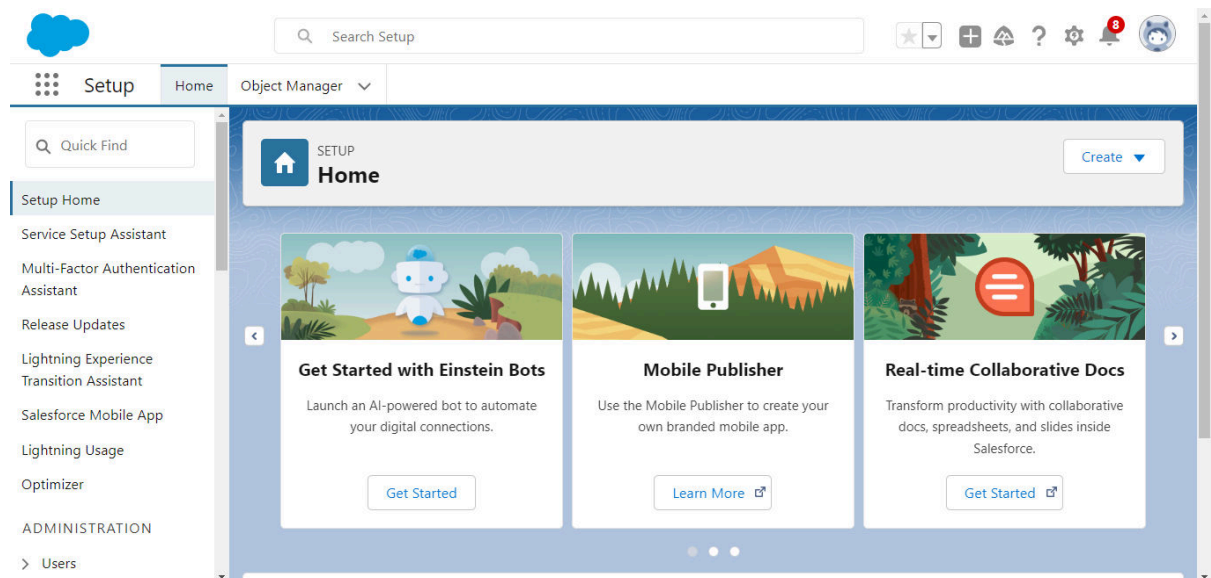 Search Setup
8
Setup
Home
Object Manager
Quick Find
Setup Home
Service Setup Assistant
Multi-Factor Authentication
Assistant
Release Updates
Lightning Experience
Transition Assistant
Salesforce Mobile App
Lightning Usage
Optimizer
ADMINISTRATION
Users
SETUP
Home
Create
Get Started with Einstein Bots
Launch an AI-powered bot to automate
your digital connections.
Get Started
Mobile Publisher
Use the Mobile Publisher to create your
own branded mobile app.
Learn More
Real-time Collaborative Docs
Transform productivity with collaborative
docs, spreadsheets, and slides inside
Salesforce.
Get Started